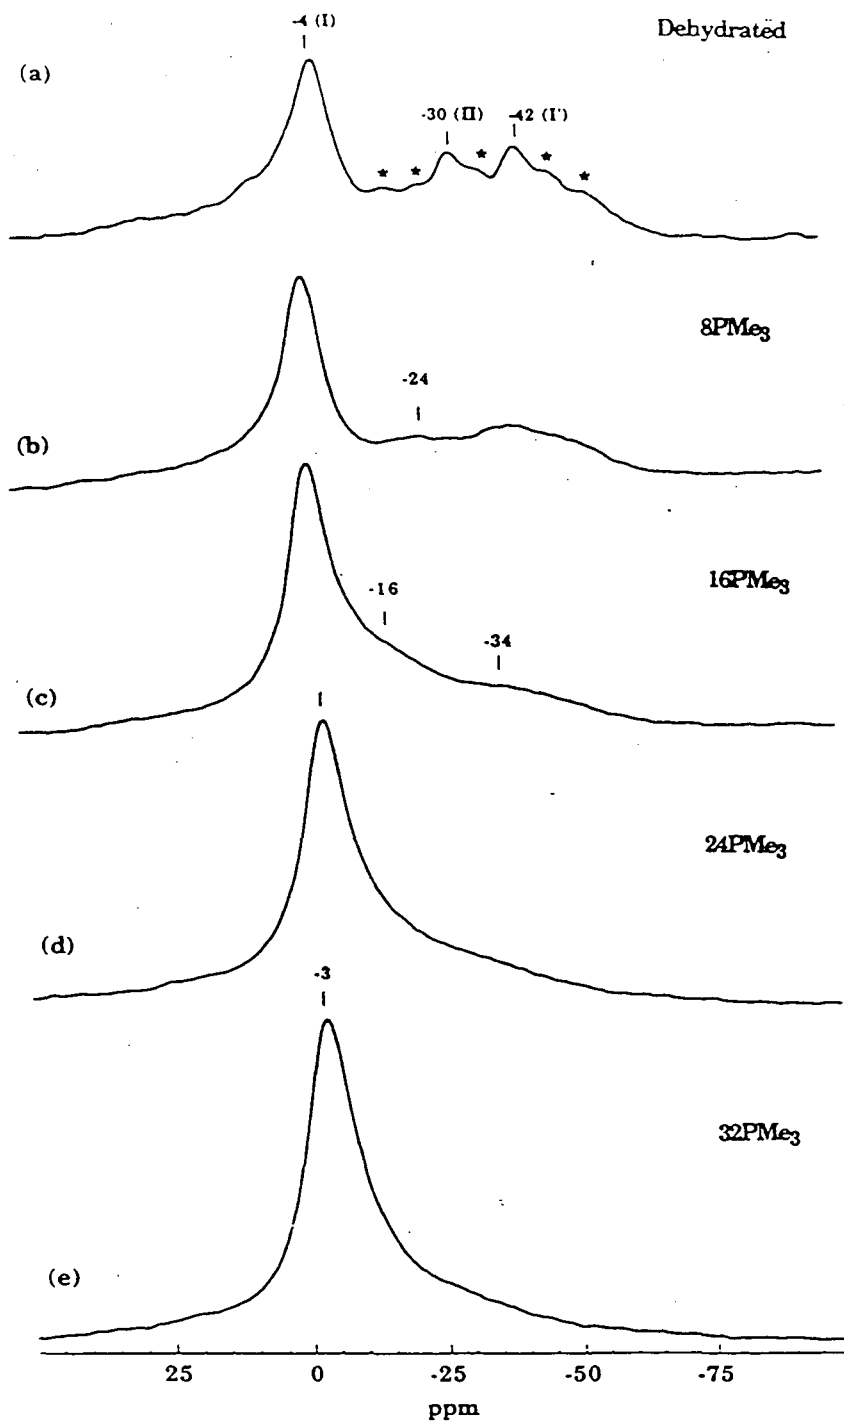 -4 (I)
Dehydrated
(a)
-30 (II)
-42 (I')
* * * * *
8PMe₃
-24
(b)
16PMe₃
-16
-34
(c)
24PMe₃
(d)
-3
32PMe₃
(e)
25 0 -25 -50 -75
ppm